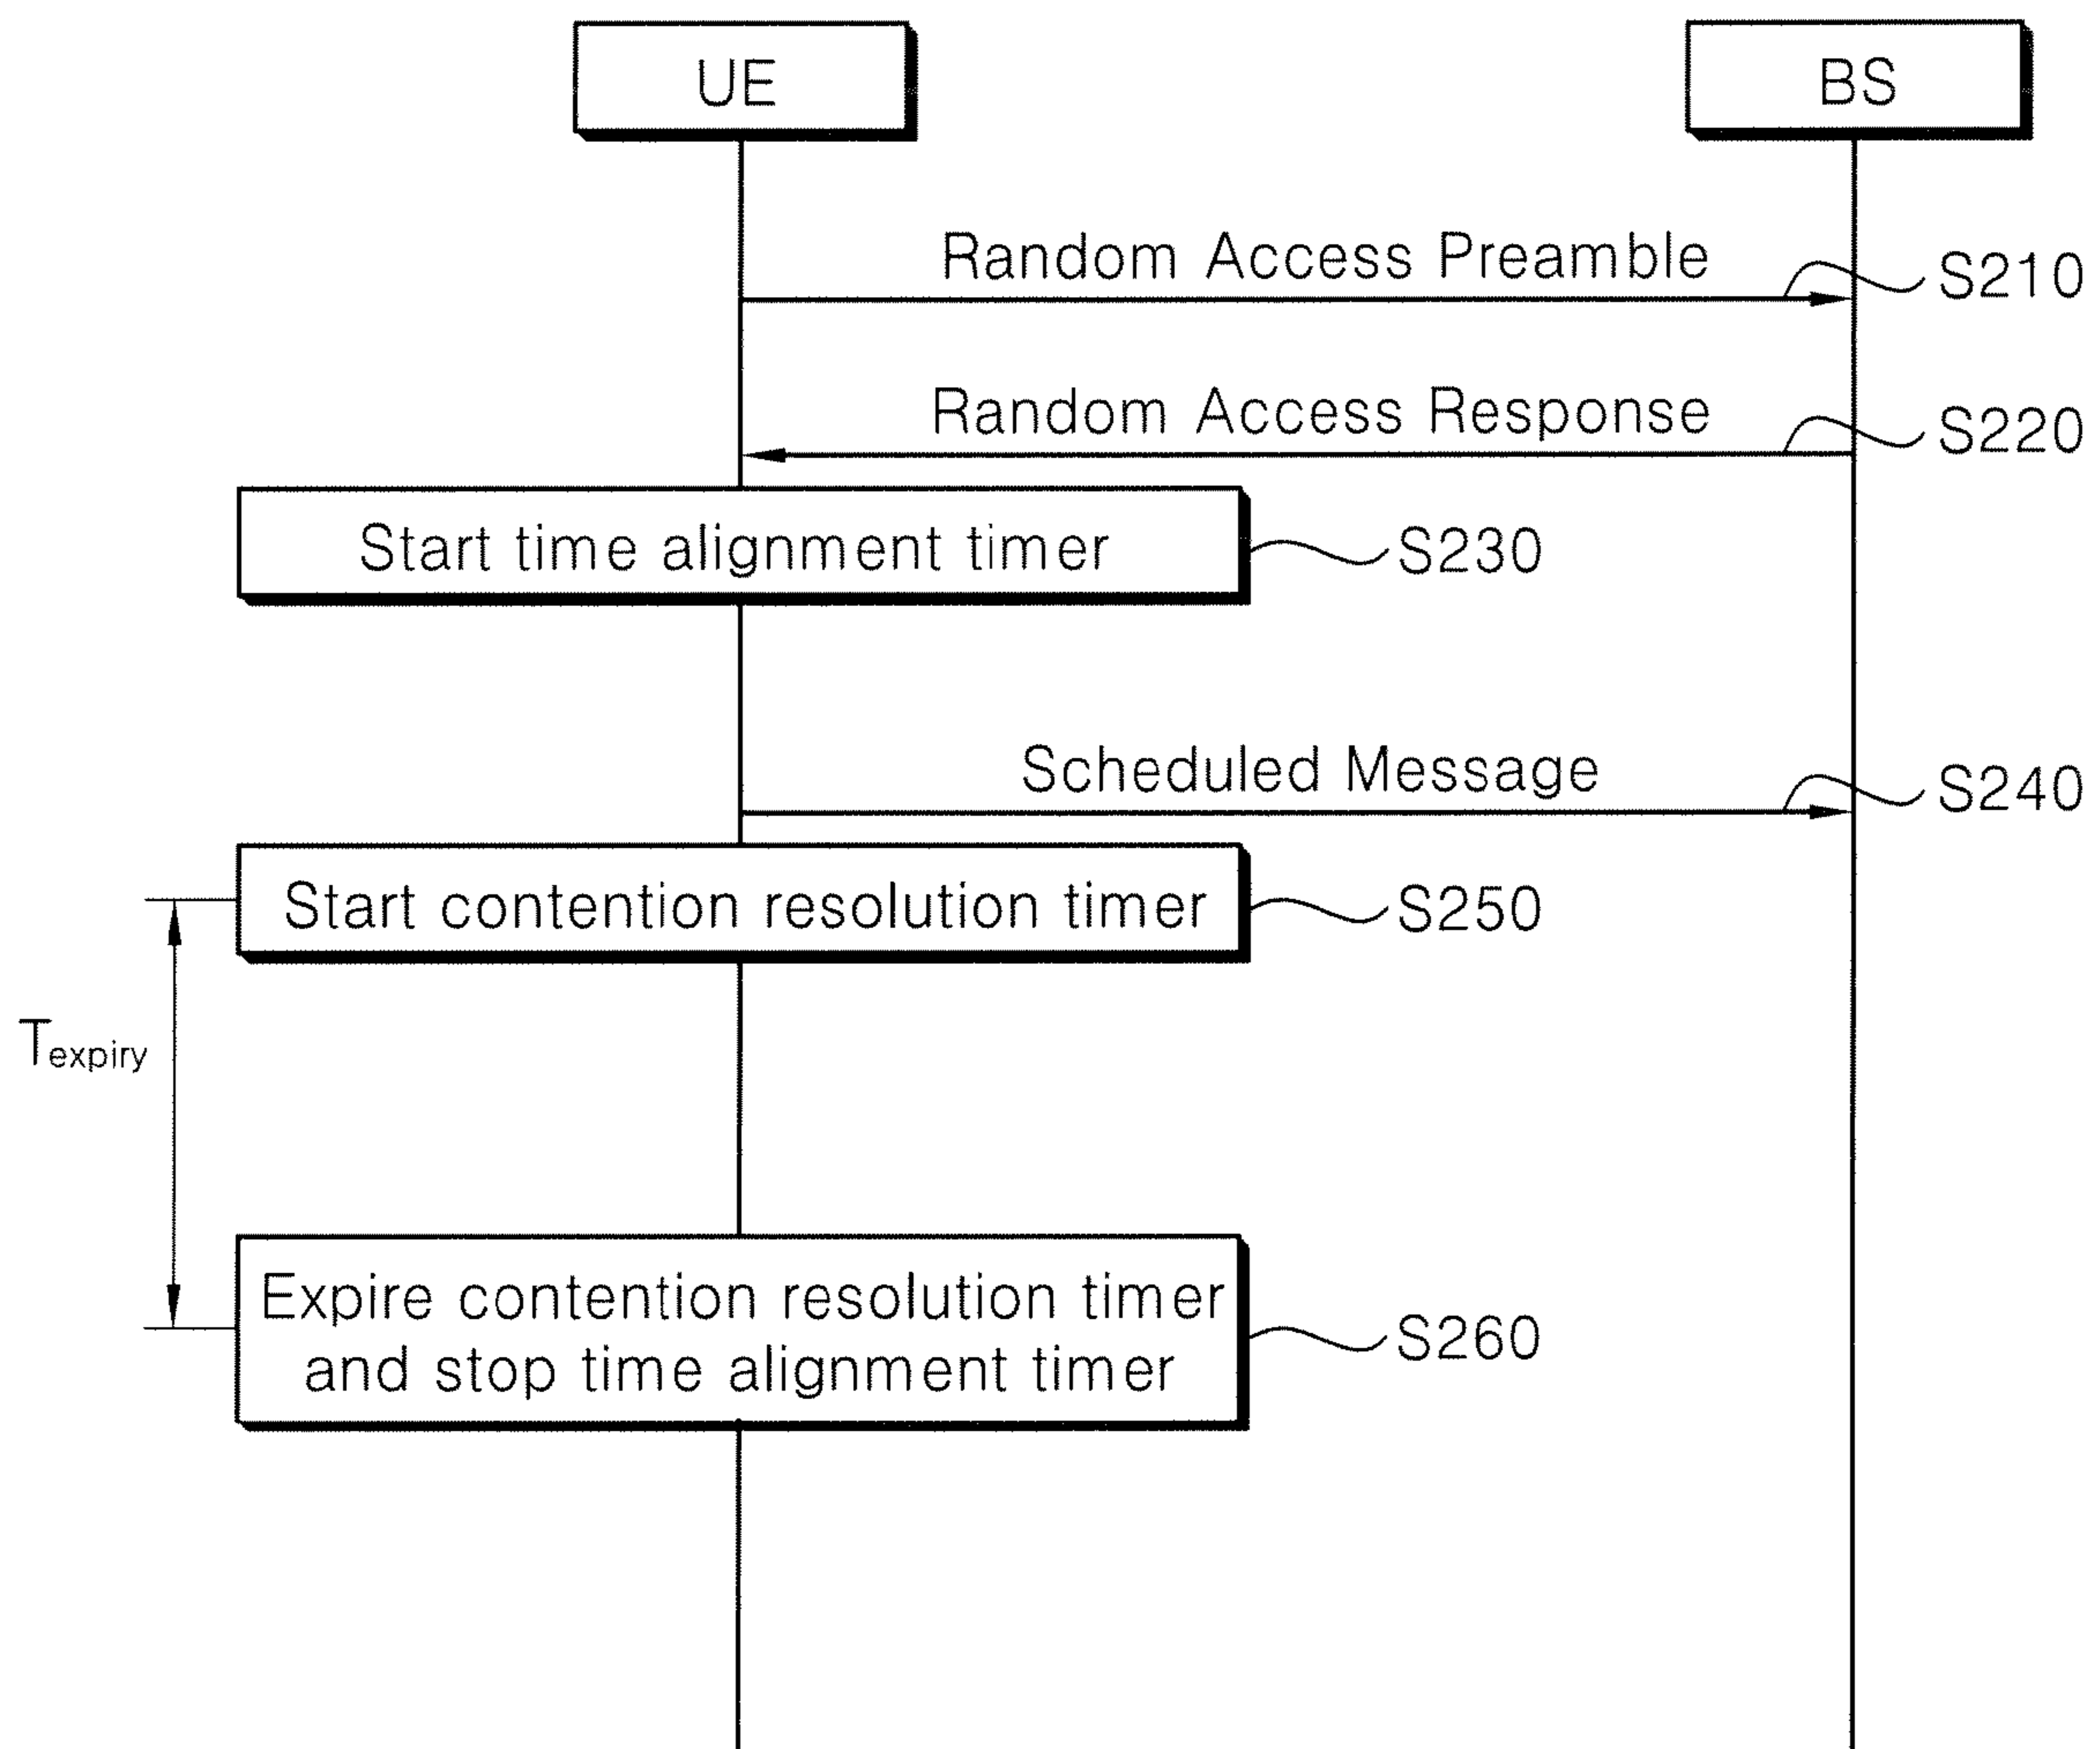 UE
BS
Random Access Preamble
S210
Random Access Response
S220
Start time alignment timer
S230
Scheduled Message
S240
Start contention resolution timer
S250
Texpiry
Expire contention resolution timer
and stop time alignment timer
S260